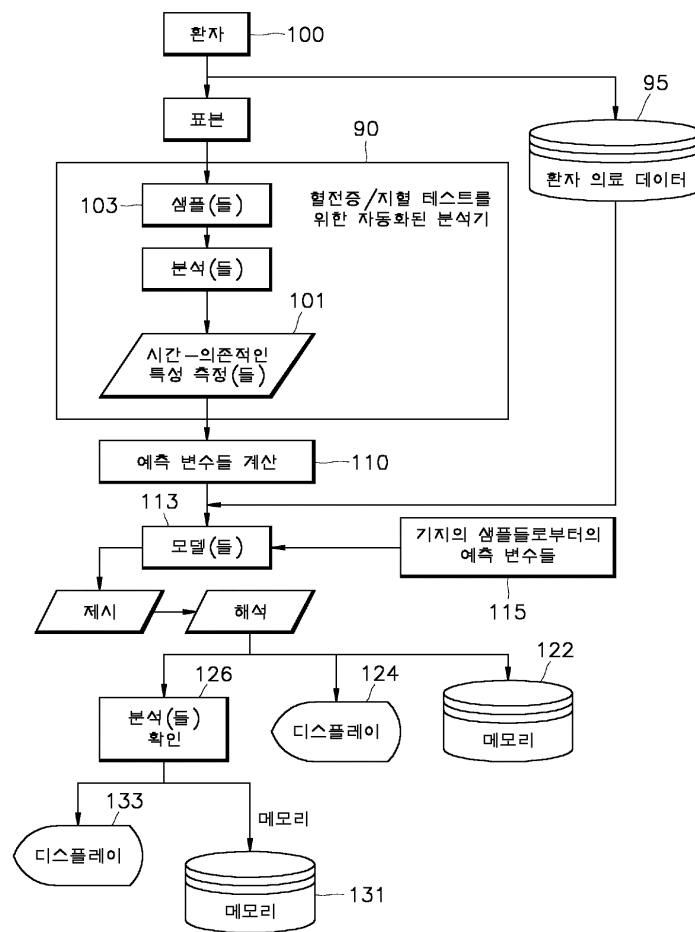 환자
100
95
표본
환자 의료 데이터
90
혈전증/지혈 테스트를
위한 자동화된 분석기
103
샘플(들)
분석(들)
101
시간-의존적인
특성 측정(들)
예측 변수들 계산
110
113
모델(들)
기지의 샘플들로부터의
예측 변수들
115
제시
해석
126
분석(들)
확인
124
디스플레이
122
메모리
133
디스플레이
메모리
메모리
131